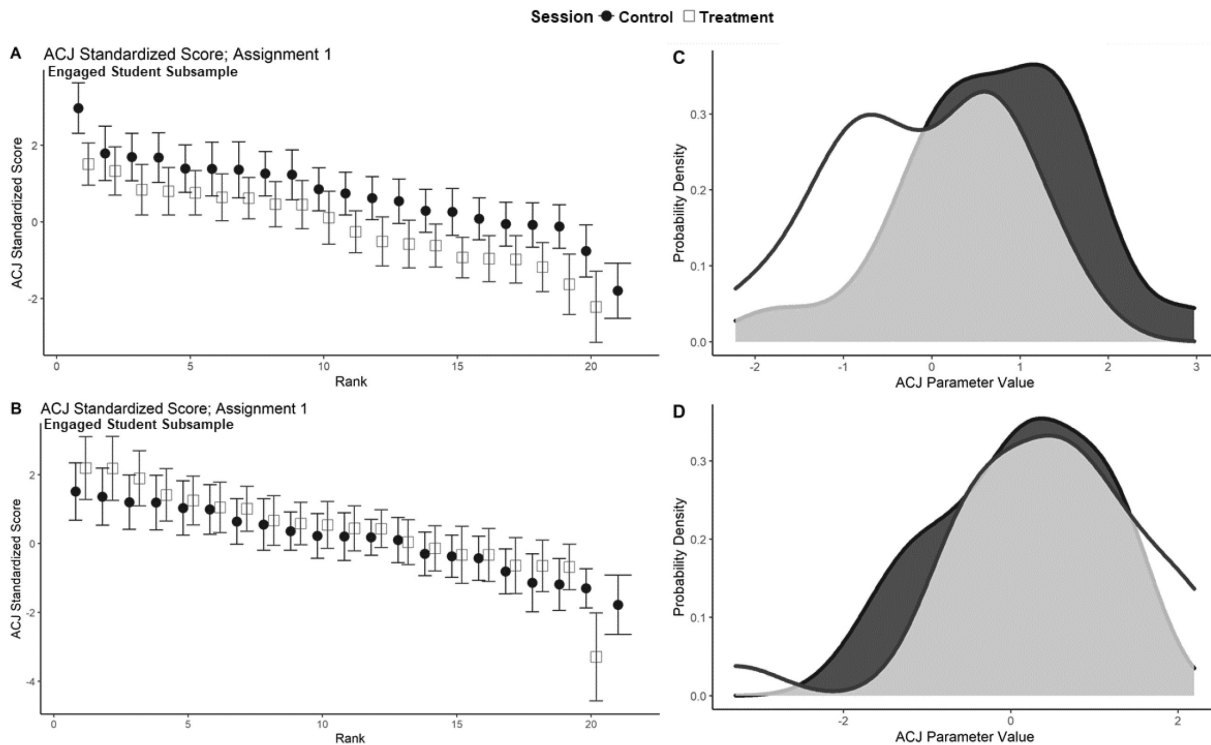 Session Control Treatment
A
ACJ Standardized Score; Assignment 1
Engaged Student Subsample
ACJ Standardized Score
2
0
-2
0 5 10 15 20
Rank
C
Probability Density
0.3
0.2
0.1
0.0
-2 -1 0 1 2 3
ACJ Parameter Value
B
ACJ Standardized Score; Assignment 1
Engaged Student Subsample
ACJ Standardized Score
2
0
-2
-4
0 5 10 15 20
Rank
D
Probability Density
0.3
0.2
0.1
0.0
-2 0 2
ACJ Parameter Value